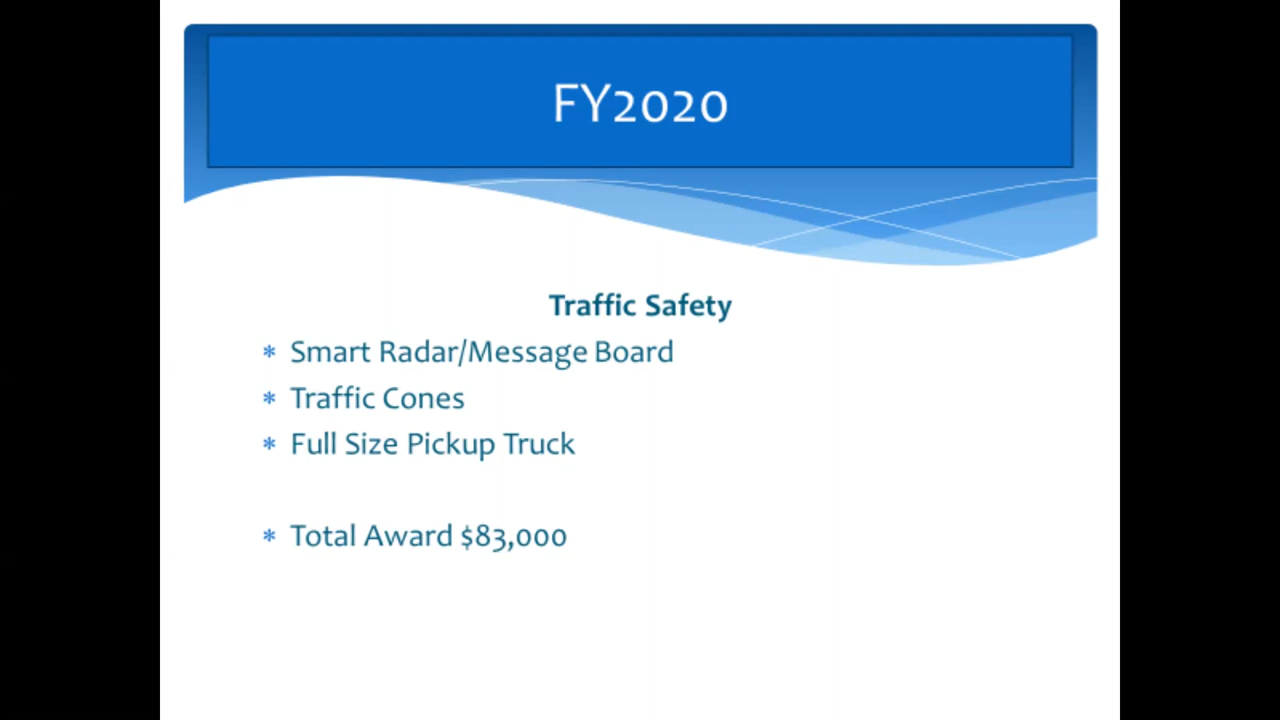 FY2020
Traffic Safety
* Smart Radar/Message Board
* Traffic Cones
* Full Size Pickup Truck
* Total Award $83,000